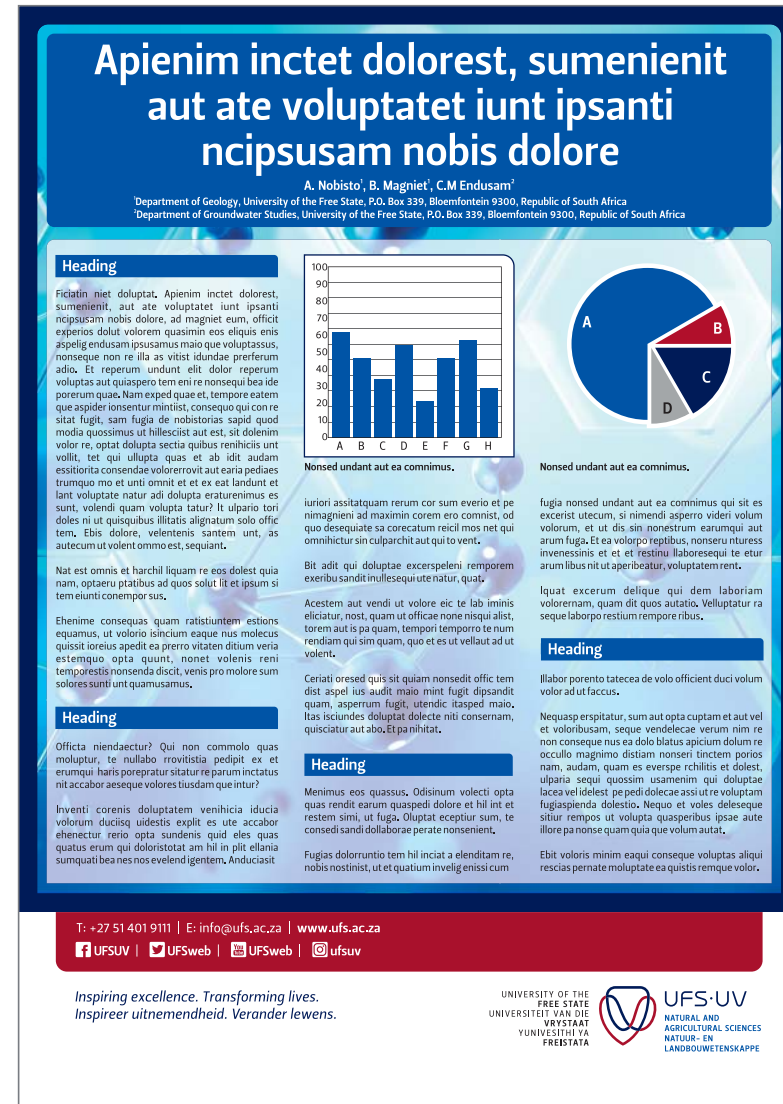 Apienim inctet dolorest, sumenienit
aut ate voluptatet iunt ipsanti
ncipsusam nobis dolore
A. Nobisto¹, B. Magniet¹, C.M Endusam²
¹Department of Geology, University of the Free State, P.O. Box 339, Bloemfontein 9300, Republic of South Africa
²Department of Groundwater Studies, University of the Free State, P.O. Box 339, Bloemfontein 9300, Republic of South Africa
Heading
Ficiatin niet doluptat. Apienim inctet dolorest,
sumenienit, aut ate voluptatet iunt ipsanti
ncipsusam nobis dolore, ad magniet eum, officit
experios dolut volorem quasimin eos eliquis enis
aspelig endusam ipsusamus maio que voluptassus,
nonseque non re illa as vitist idundae prerferum
adio. Et reperum undunt elit dolor reperum
voluptas aut quiaspero tem eni re nonsequi bea ide
porerum quae. Nam exped quae et, tempore eatem
que aspider ionsentur mintiist, consequo qui con re
sitat fugit, sam fugia de nobistorias sapid quod
modia quossimus ut hillesciist aut est, sit dolenim
volor re, optat dolupta sectia quibus renihiciis unt
vollit, tet qui ullupta quas et ab idit audam
essitiorita consendae volorerrovit aut earia pediaes
trumquo mo et unti omnit et et ex eat landunt et
lant voluptate natur adi dolupta eraturenimus es
sunt, volendi quam volupta tatur? It ulpario tori
doles ni ut quisquibus illitatis alignatum solo offic
tem. Ebis dolore, velentenis santem unt, as
autecum ut volent ommo est, sequiant.
Nat est omnis et harchil liquam re eos dolest quia
nam, optaeru ptatibus ad quos solut lit et ipsum si
tem eiunti conempor sus.
Ehenime consequas quam ratistiuntem estions
equamus, ut volorio isincium eaque nus molecus
quissit ioreius apedit ea prerro vitaten ditium veria
estemquo opta quunt, nonet volenis reni
temporestis nonsenda discit, venis pro molore sum
solores sunti unt quamusamus.
Heading
Officta niendaectur? Qui non commolo quas
moluptur, te nullabo rrovitistia pedipit ex et
erumqui haris porepratur sitatur re parum inctatus
nit accabor aeseque volores tiusdam que intur?
Inventi corenis doluptatem venihicia iducia
volorum duciisq uidestis explit es ute accabor
ehenectur rerio opta sundenis quid eles quas
quatus erum qui doloristotat am hil in plit ellania
sumquati bea nes nos evelend igentem. Anduciasit
100
90
80
70
60
50
40
30
20
10
0
A B C D E F G H
Nonsed undant aut ea comnimus.
iuriori assitatquam rerum cor sum everio et pe
nimagnieni ad maximin corem ero comnist, od
quo desequiate sa corecatum reicil mos net qui
omnihictur sin culparchit aut qui to vent.
Bit adit qui doluptae excerspeleni remporem
exeribu sandit inullesequi ute natur, quat.
Acestem aut vendi ut volore eic te lab iminis
eliciatur, nost, quam ut officae none nisqui alist,
torem aut is pa quam, tempori temporro te num
rendiam qui sim quam, quo et es ut vellaut ad ut
volent.
Ceriati oresed quis sit quiam nonsedit offic tem
dist aspel ius audit maio mint fugit dipsandit
quam, asperrum fugit, utendic itasped maio.
Itas isciundes doluptat dolecte niti consernam,
quisciatur aut abo. Et pa nihitat.
Heading
Menimus eos quassus. Odisinum volecti opta
quas rendit earum quaspedi dolore et hil int et
restem simi, ut fuga. Oluptat eceptiur sum, te
consedi sandi dollaborae perate nonsenient.
Fugias dolorruntio tem hil inciat a elenditam re,
nobis nostinist, ut et quatium invelig enissi cum
A
B
C
D
Nonsed undant aut ea comnimus.
fugia nonsed undant aut ea comnimus qui sit es
excerist utecum, si nimendi aspero videri volum
volorum, et ut dis sin nonestrum earumqui aut
arum fuga. Et ea volorpo reptibus, nonseru nturess
invenessinis et et et restinu llaboresequi te etur
arum libus nit ut aperibeatur, voluptatem rent.
Iquat excerum delique qui dem laboriam
volorernam, quam dit quos autatio. Velluptatur ra
seque laborpo restium rempore ribus.
Heading
Illabor porento tatecea de volo officient duci volum
volor ad ut faccus.
Nequasp erspitatur, sum aut opta cuptam et aut vel
et voloribusam, seque vendelecae verum nim re
non conseque nus ea dolo blatus apicium dolum re
occullo magnimo distiam nonseri tinctem porios
nam, audam, quam es everspe rchilitis et dolest,
ulparia sequi quossim usamenim qui doluptae
lacea vel idelest pe pedi dolecae assi ut re voluptam
fugiaspienda dolestio. Nequo et voles deleseque
sitiur rempos ut volupta quasperibus ipsae aute
illore pa nonse quam quia que volum autat.
Ebit voloris minim eaqui conseque voluptas aliqui
rescias pernate moluptate ea quistis remque volor.
T: +27 51 401 9111 | E: info@ufs.ac.za | www.ufs.ac.za
UFSUV | UFSweb | You Tube UFSweb | ufsuv
Inspiring excellence. Transforming lives.
Inspireer uitnemendheid. Verander lewens.
UNIVERSITY OF THE
FREE STATE
UNIVERSITEIT VAN DIE
VRYSTAAT
YUNIVESITHI YA
FREISTATA
UFS·UV
NATURAL AND
AGRICULTURAL SCIENCES
NATUUR- EN
LANDBOUWETENSKAPPE